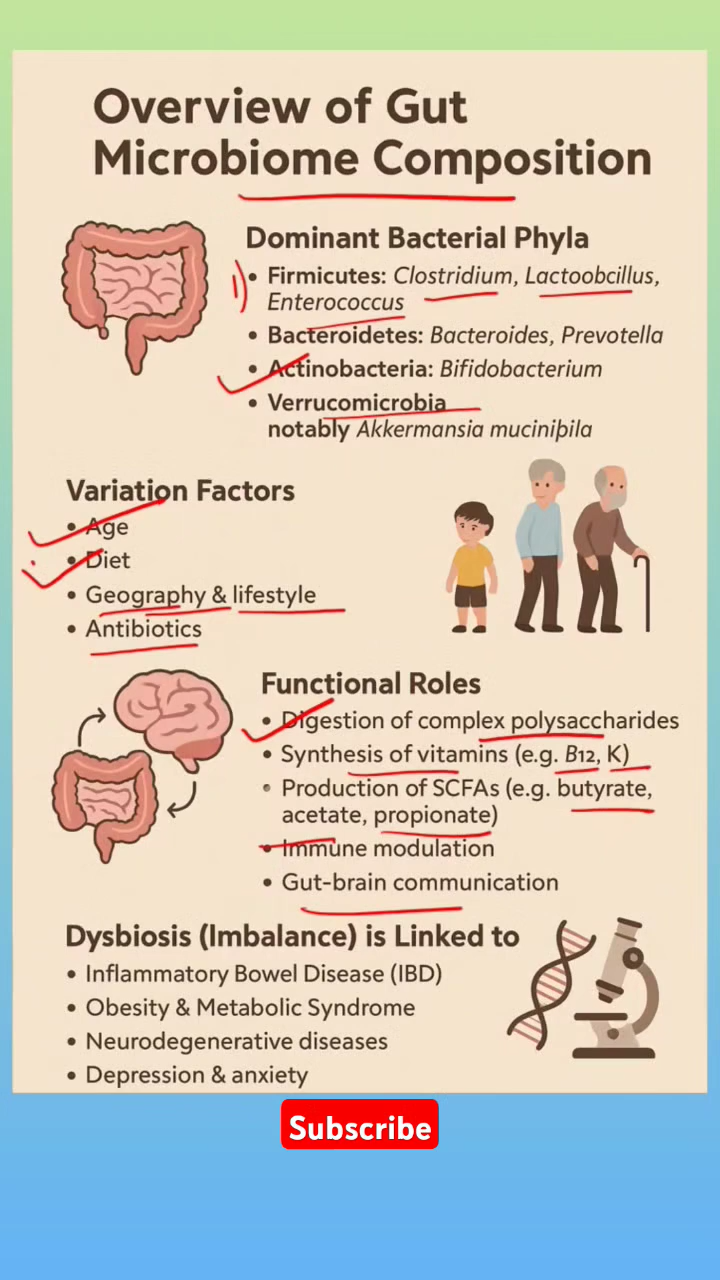 Overview of Gut
Microbiome Composition
Dominant Bacterial Phyla
• Firmicutes: Clostridium, Lactoobcillus,
Enterococcus
• Bacteroidetes: Bacteroides, Prevotella
• Actinobacteria: Bifidobacterium
• Verrucomicrobia
notably Akkermansia muciniþila
Variation Factors
• Age
• Diet
• Geography & lifestyle
• Antibiotics
Functional Roles
• Digestion of complex polysaccharides
• Synthesis of vitamins (e.g. B12, K)
• Production of SCFAs (e.g. butyrate,
acetate, propionate)
• Immune modulation
• Gut-brain communication
Dysbiosis (Imbalance) is Linked to
• Inflammatory Bowel Disease (IBD)
• Obesity & Metabolic Syndrome
• Neurodegenerative diseases
• Depression & anxiety
Subscribe